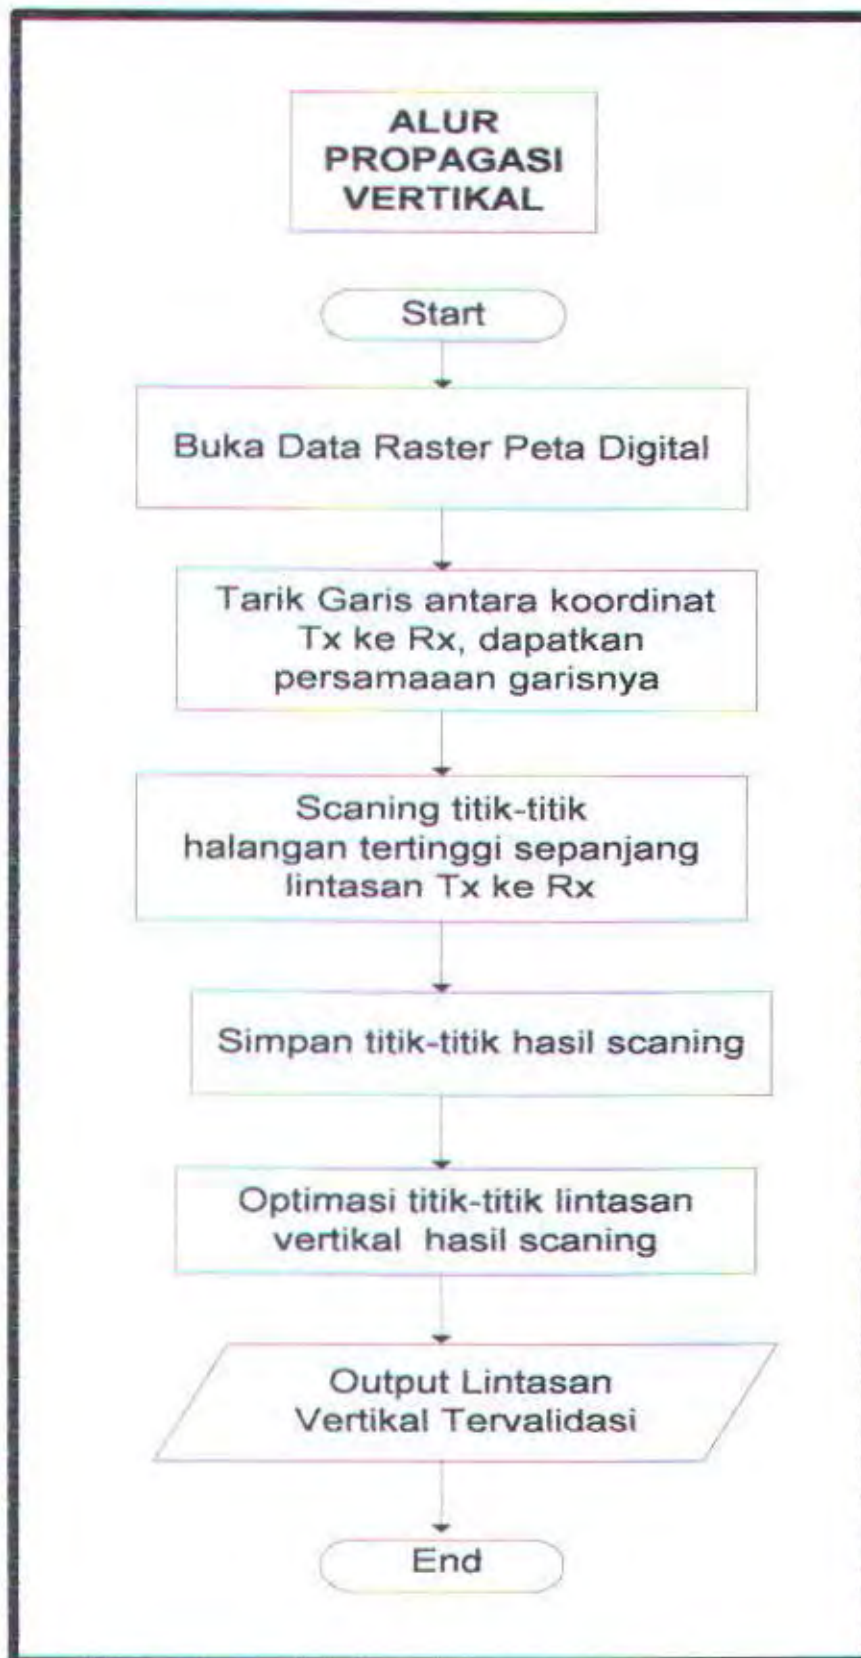 ALUR
PROPAGASI
VERTIKAL
Start
Buka Data Raster Peta Digital
Tarik Garis antara koordinat
Tx ke Rx, dapatkan
persamaaan garisnya
Scaning titik-titik
halangan tertinggi sepanjang
lintasan Tx ke Rx
Simpan titik-titik hasil scaning
Optimasi titik-titik lintasan
vertikal hasil scaning
Output Lintasan
Vertikal Tervalidasi
End